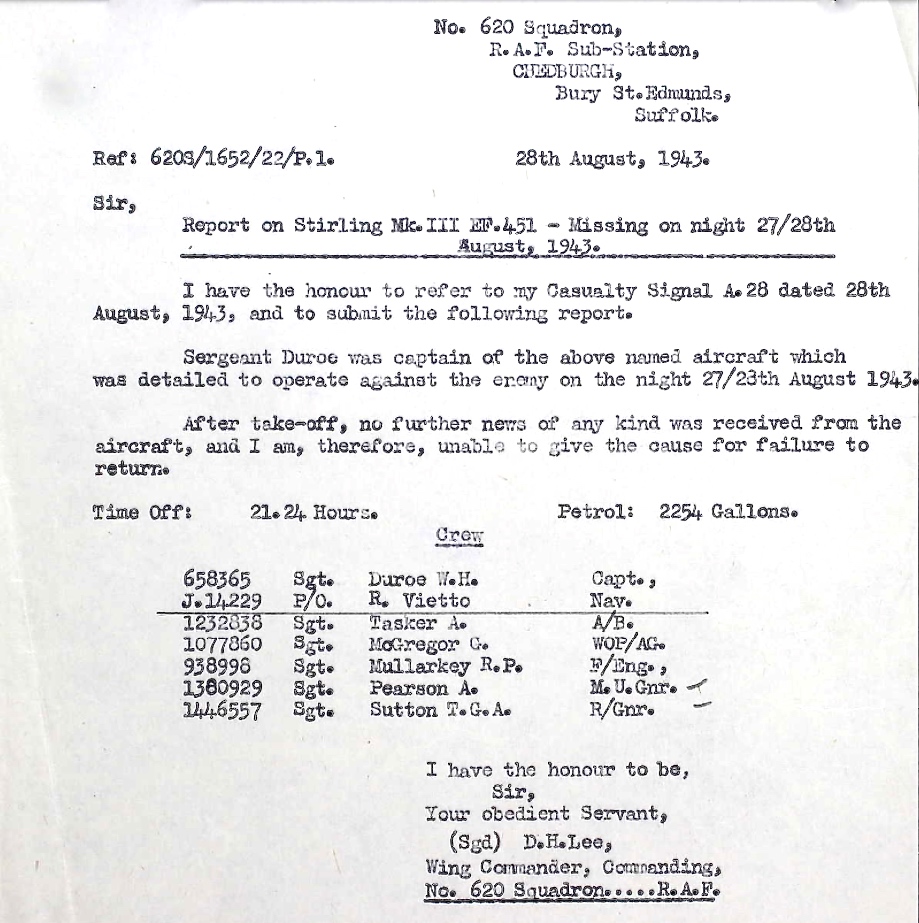 No. 620 Squadron,
R.A.F. Sub-Station,
CHEDBURGH,
Bury St.Edmunds,
Suffolk.
Ref: 620S/1652/22/P.1.
28th August, 1943.
Sir,
Report on Stirling Mk.III EF.451 - Missing on night 27/28th
August, 1943.
I have the honour to refer to my Casualty Signal A.28 dated 28th
August, 1943, and to submit the following report.
Sergeant Duroe was captain of the above named aircraft which
was detailed to operate against the enemy on the night 27/28th August 1943.
After take-off, no further news of any kind was received from the
aircraft, and I am, therefore, unable to give the cause for failure to
return.
Time Off: 21.24 Hours. Petrol: 2254 Gallons.
Crew
658365 Sgt. Duroe W.H. Capt.,
J.14229 P/O. R. Vietto Nav.
1232838 Sgt. Tasker A. A/B.
1077860 Sgt. McGregor G. WOP/AG.
938998 Sgt. Mullarkey R.P. F/Eng.,
1380929 Sgt. Pearson A. M.U.Gnr.
1446557 Sgt. Sutton T.G.A. R/Gnr.
I have the honour to be,
Sir,
Your obedient Servant,
(Sgd) D.H.Lee,
Wing Commander, Commanding,
No. 620 Squadron.....R.A.F.